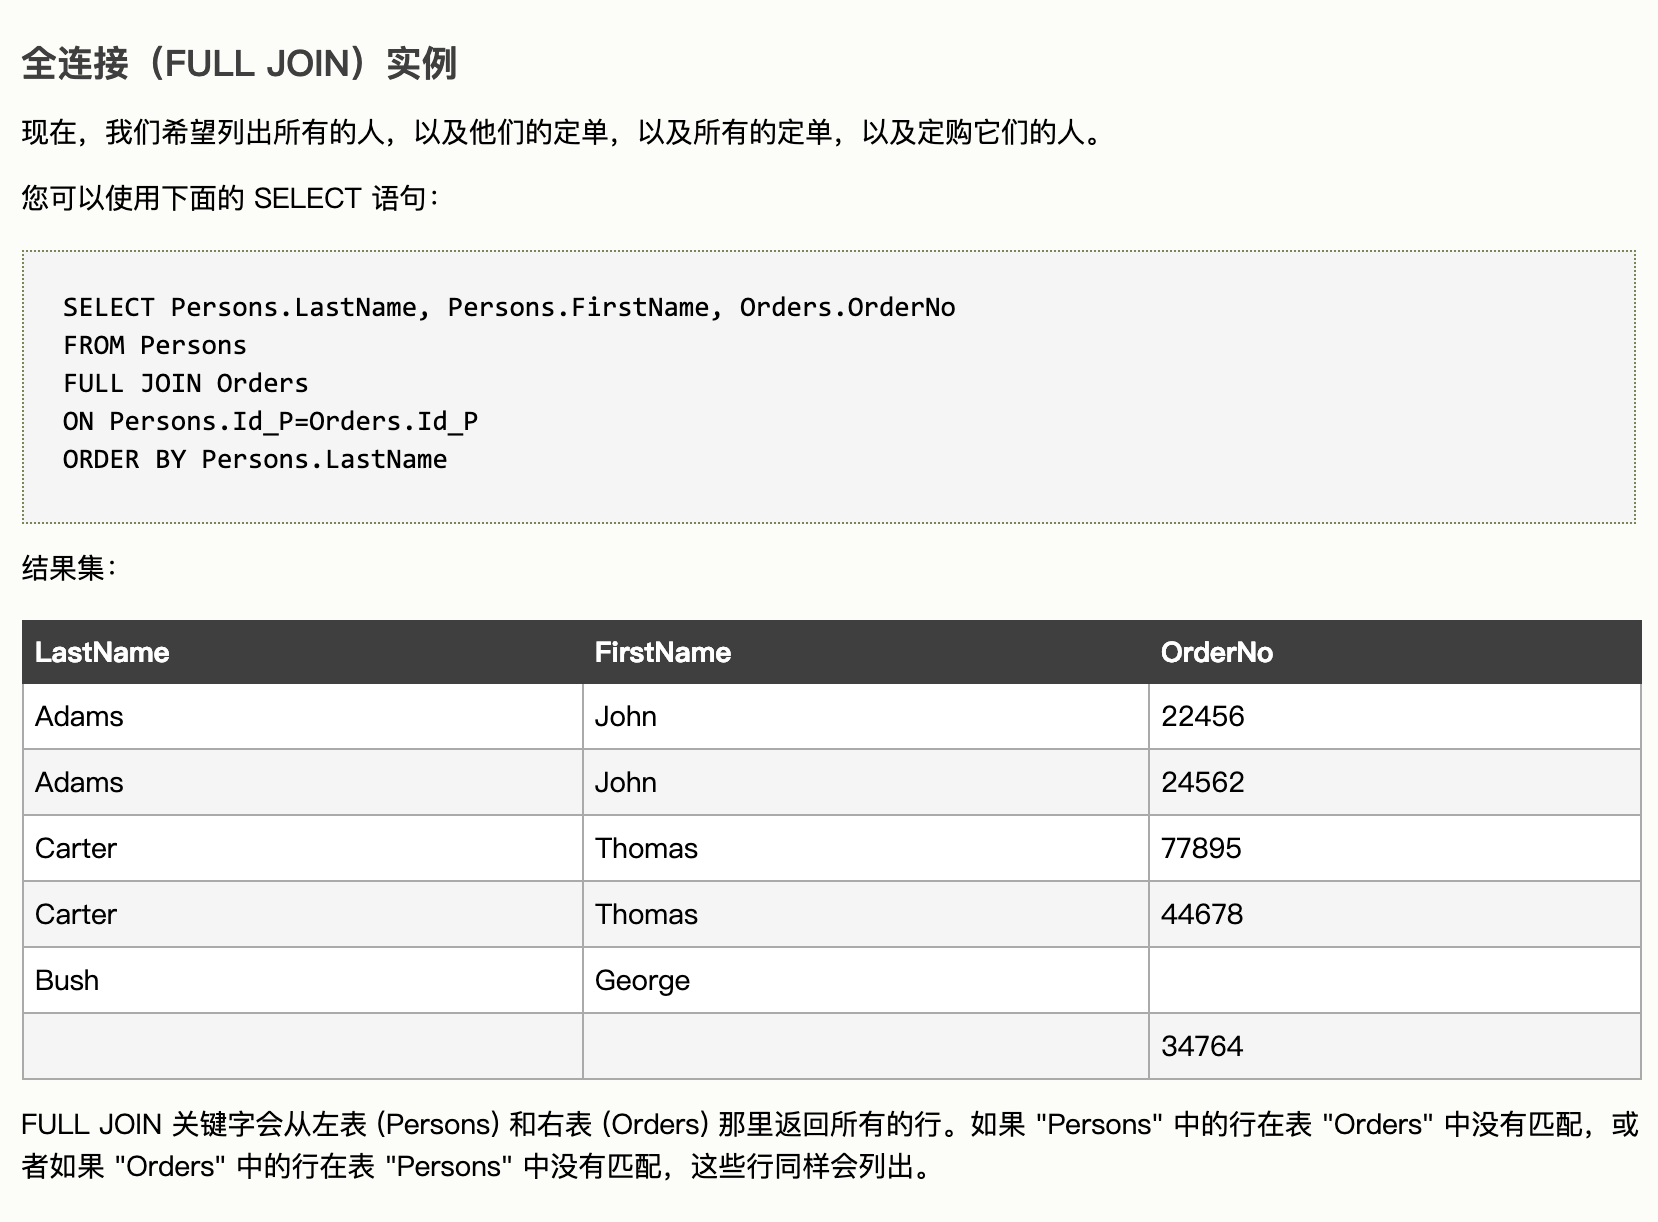 全连接（FULL JOIN）实例
现在，我们希望列出所有的人，以及他们的定单，以及所有的定单，以及定购它们的人。
您可以使用下面的 SELECT 语句：
SELECT Persons.LastName, Persons.FirstName, Orders.OrderNo
FROM Persons
FULL JOIN Orders
ON Persons.Id_P=Orders.Id_P
ORDER BY Persons.LastName
结果集：
LastName FirstName OrderNo
Adams John 22456
Adams John 24562
Carter Thomas 77895
Carter Thomas 44678
Bush George
34764
FULL JOIN 关键字会从左表 (Persons) 和右表 (Orders) 那里返回所有的行。如果 "Persons" 中的行在表 "Orders" 中没有匹配，或
者如果 "Orders" 中的行在表 "Persons" 中没有匹配，这些行同样会列出。